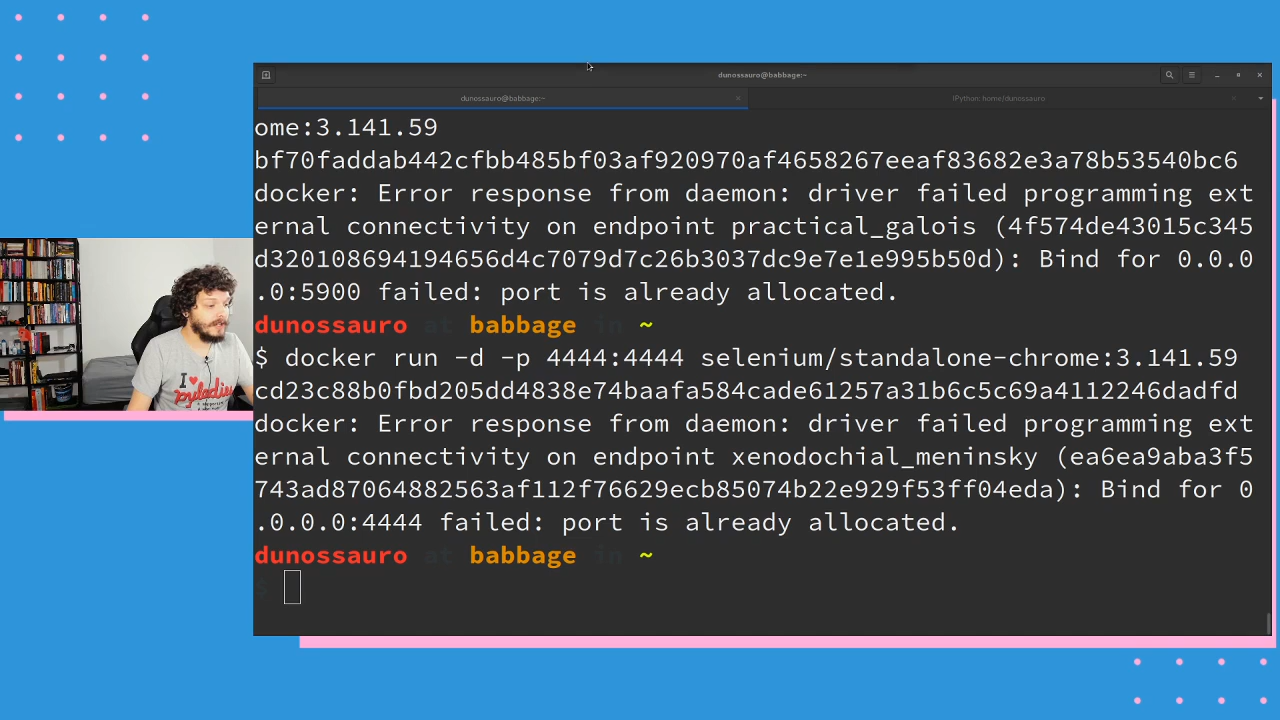 dunossauro@babbage:~
dunossauro@babbage:~
IPython: home/dunossauro
ome:3.141.59
bf70faddab442cfbb485bf03af920970af4658267eeaf83682e3a78b53540bc6
docker: Error response from daemon: driver failed programming ext
ernal connectivity on endpoint practical_galois (4f574de43015c345
d320108694194656d4c7079d7c26b3037dc9e7e1e995b50d): Bind for 0.0.0
.0:5900 failed: port is already allocated.
dunossauro at babbage in ~
$ docker run -d -p 4444:4444 selenium/standalone-chrome:3.141.59
cd23c88b0fbd205dd4838e74bbafa584cade61257a31b6c5c69a4112246dadfd
docker: Error response from daemon: driver failed programming ext
ernal connectivity on endpoint xenodochial_meninsky (ea6ea9aba3f5
743ad87064882563af112f76629ecb85074b22e929f53ff04eda): Bind for 0
.0.0.0:4444 failed: port is already allocated.
dunossauro at babbage in ~
$
I ♥
pyladies